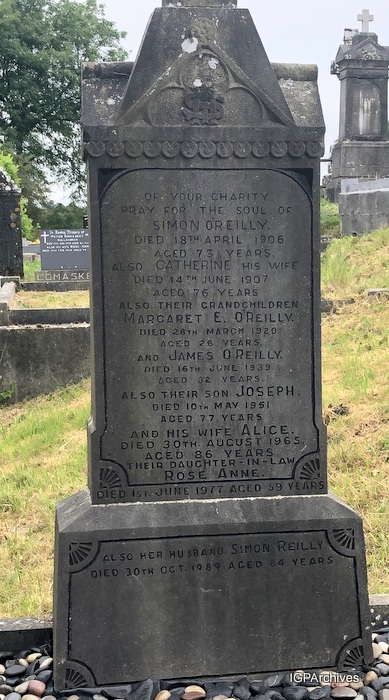 OF YOUR CHARITY
PRAY FOR THE SOUL OF
SIMON O'REILLY.
DIED 18TH APRIL 1906
AGED 73 YEARS.
ALSO CATHERINE HIS WIFE
DIED 14TH JUNE 1907
AGED 76 YEARS
ALSO THEIR GRANDCHILDREN
MARGARET E. O'REILLY.
DIED 28TH MARCH 1920
AGED 26 YEARS.
AND JAMES O'REILLY.
DIED 16TH JUNE 1939
AGED 32 YEARS.
ALSO THEIR SON JOSEPH.
DIED 10TH MAY 1951
AGED 77 YEARS
AND HIS WIFE ALICE.
DIED 30TH. AUGUST 1965.
AGED 86 YEARS
THEIR DAUGHTER-IN-LAW
ROSE ANNE.
DIED 1ST. JUNE 1977. AGED 59 YEARS
ALSO HER HUSBAND SIMON REILLY
DIED 30TH OCT. 1989 AGED 84 YEARS
COMASKE
IGPArchives